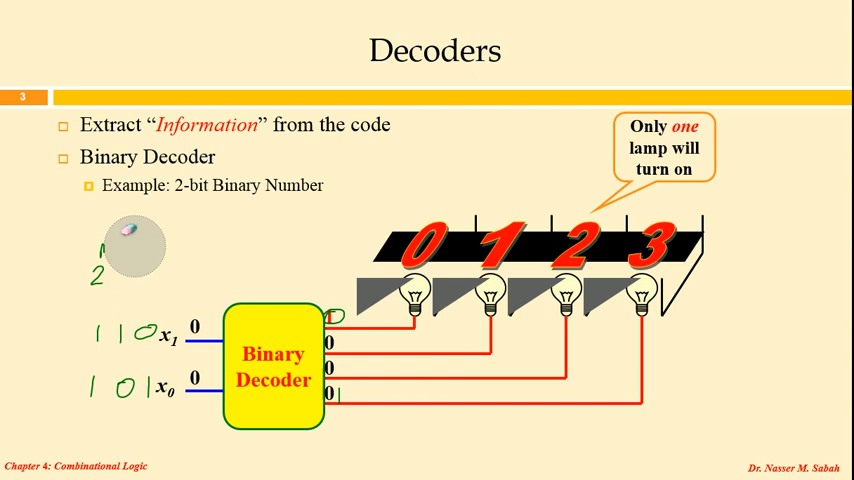 Decoders
3
Extract “Information” from the code
Binary Decoder
Example: 2-bit Binary Number
Only one
lamp will
turn on
0 1 2 3
2
1 1 0 x1 0
1 0 1 x0 0
Binary
Decoder
0
0
0 1
Chapter 4: Combinational Logic
Dr. Nasser M. Sabah